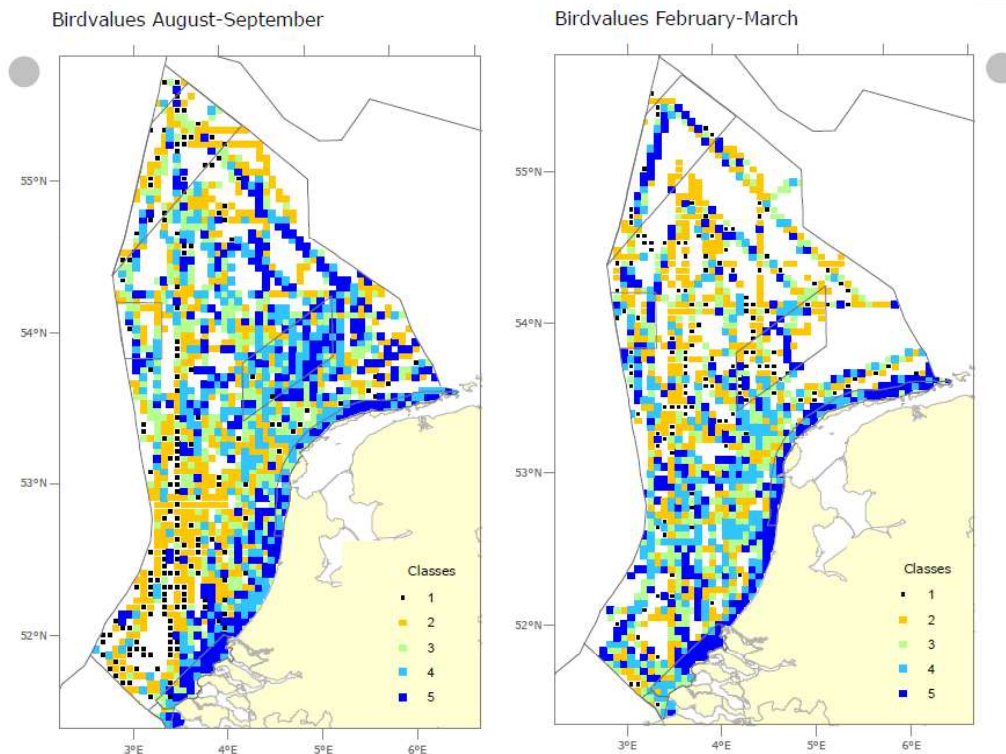 Birdvalues August-September
55°N
54°N
53°N
52°N
3°E
4°E
5°E
6°E
Classes
1
2
3
4
5
Birdvalues February-March
55°N
54°N
53°N
52°N
3°E
4°E
5°E
6°E
Classes
1
2
3
4
5